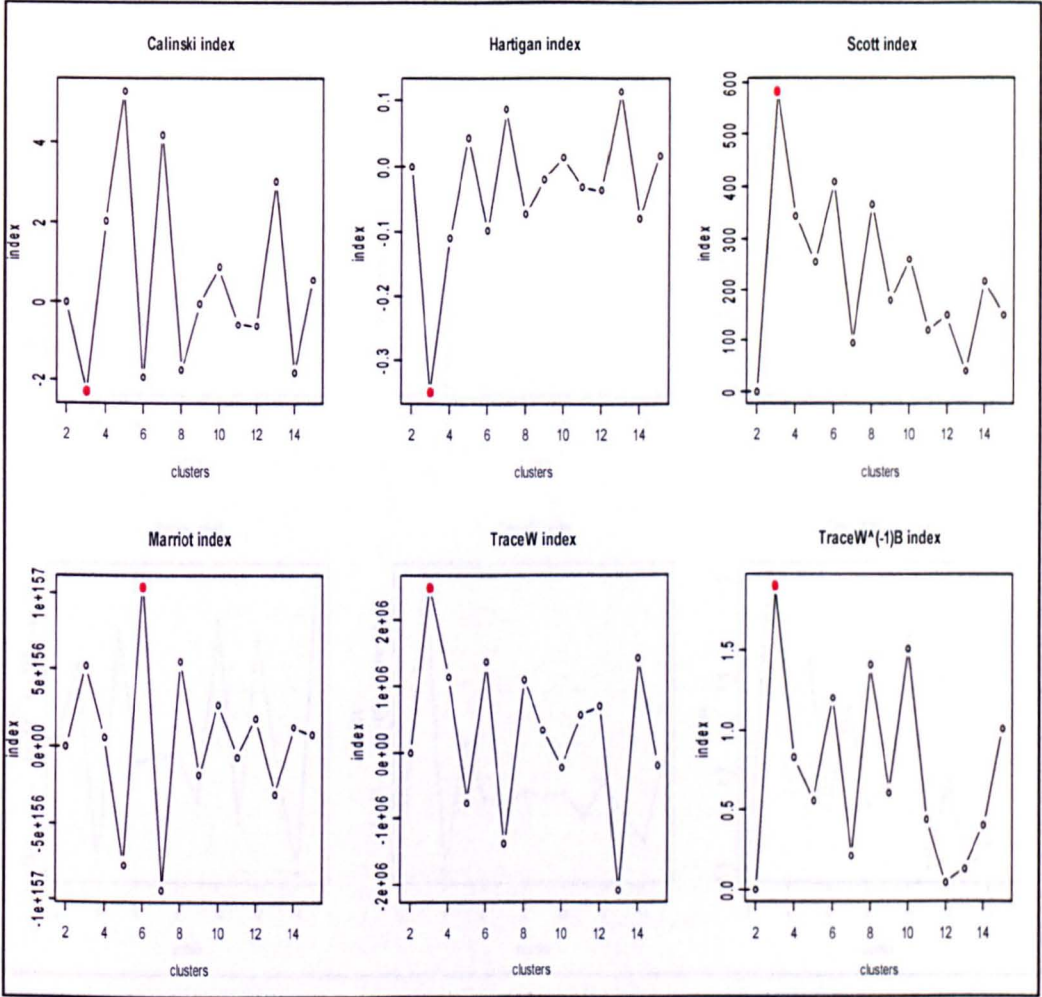 Calinski index
index
4
2
0
-2
2 4 6 8 10 12 14
clusters
Hartigan index
index
0.1
0.0
-0.1
-0.2
-0.3
2 4 6 8 10 12 14
clusters
Scott index
index
600
500
400
300
200
100
0
2 4 6 8 10 12 14
clusters
Marriot index
index
1e+157
5e+156
0e+00
-5e+156
-1e+157
2 4 6 8 10 12 14
clusters
TraceW index
index
2e+06
1e+06
0e+00
-1e+06
2e+06
2 4 6 8 10 12 14
clusters
TraceW^(-1)B index
index
1.5
1.0
0.5
0.0
2 4 6 8 10 12 14
clusters